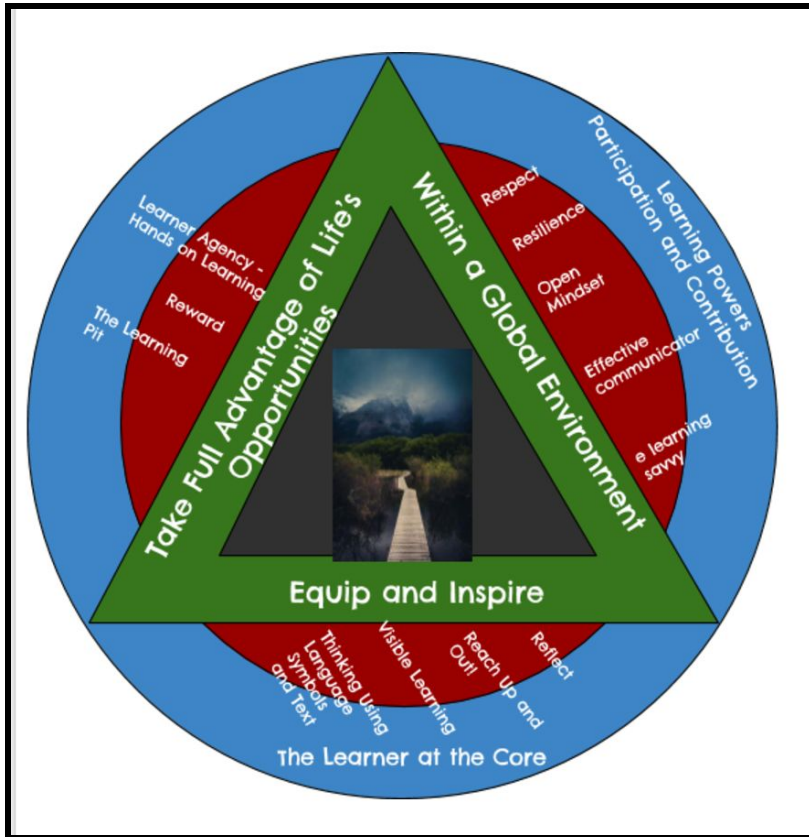 Learning Powers
Participation and Contribution
Respect
Resilience
Open
Mindset
Effective
communicator
e learning
savvy
Within a Global Environment
Take Full Advantage of Life's
Opportunities
Learner Agency -
Hands on Learning
Reward
The Learning
Pit
Equip and Inspire
Thinking Using
Language
Symbols
and Text
Visible Learning
Reach Up and
Out!
Reflect
The Learner at the Core